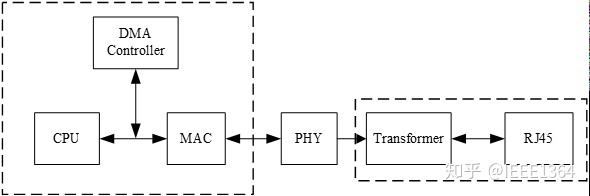 DMA
Controller
CPU
MAC
PHY
Transformer
RJ45
知乎 @IEEE1364